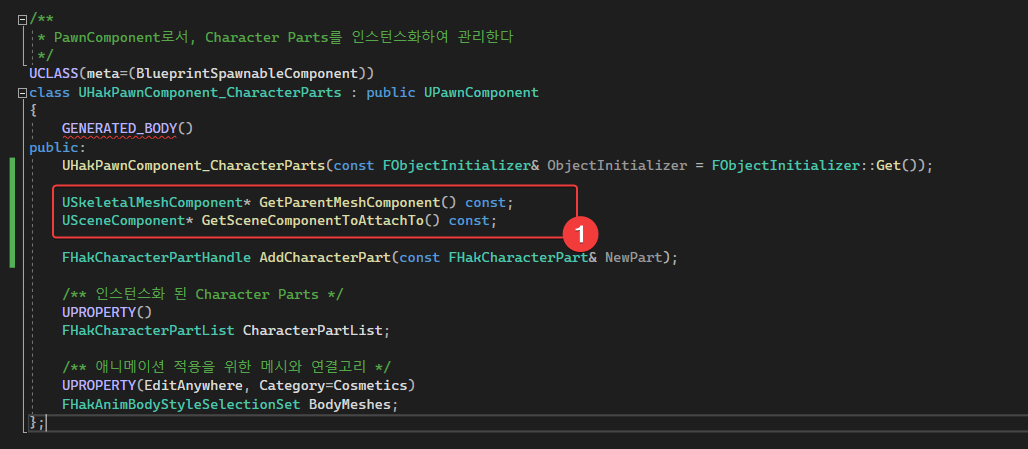 /**
* PawnComponent로서, Character Parts를 인스턴스화하여 관리한다
*/
UCLASS(meta=(BlueprintSpawnableComponent))
class UHakPawnComponent_CharacterParts : public UPawnComponent
{
GENERATED_BODY()
public:
UHakPawnComponent_CharacterParts(const FObjectInitializer& ObjectInitializer = FObjectInitializer::Get());
USkeletalMeshComponent* GetParentMeshComponent() const;
USceneComponent* GetSceneComponentToAttachTo() const;
1
FHakCharacterPartHandle AddCharacterPart(const FHakCharacterPart& NewPart);
/** 인스턴스화 된 Character Parts */
UPROPERTY()
FHakCharacterPartList CharacterPartList;
/** 애니메이션 적용을 위한 메시와 연결고리 */
UPROPERTY(EditAnywhere, Category=Cosmetics)
FHakAnimBodyStyleSelectionSet BodyMeshes;
};